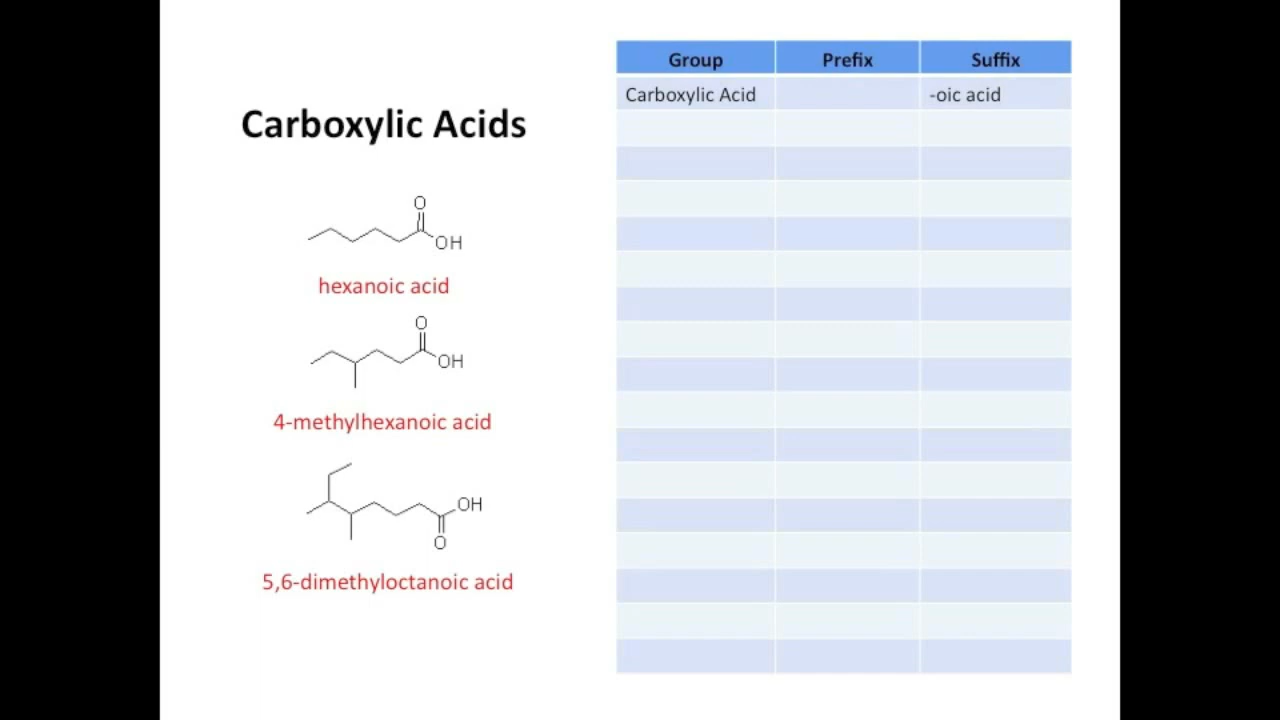 Carboxylic Acids
O
OH
hexanoic acid
O
OH
4-methylhexanoic acid
OH
O
5,6-dimethyloctanoic acid
Group Prefix Suffix
Carboxylic Acid -oic acid